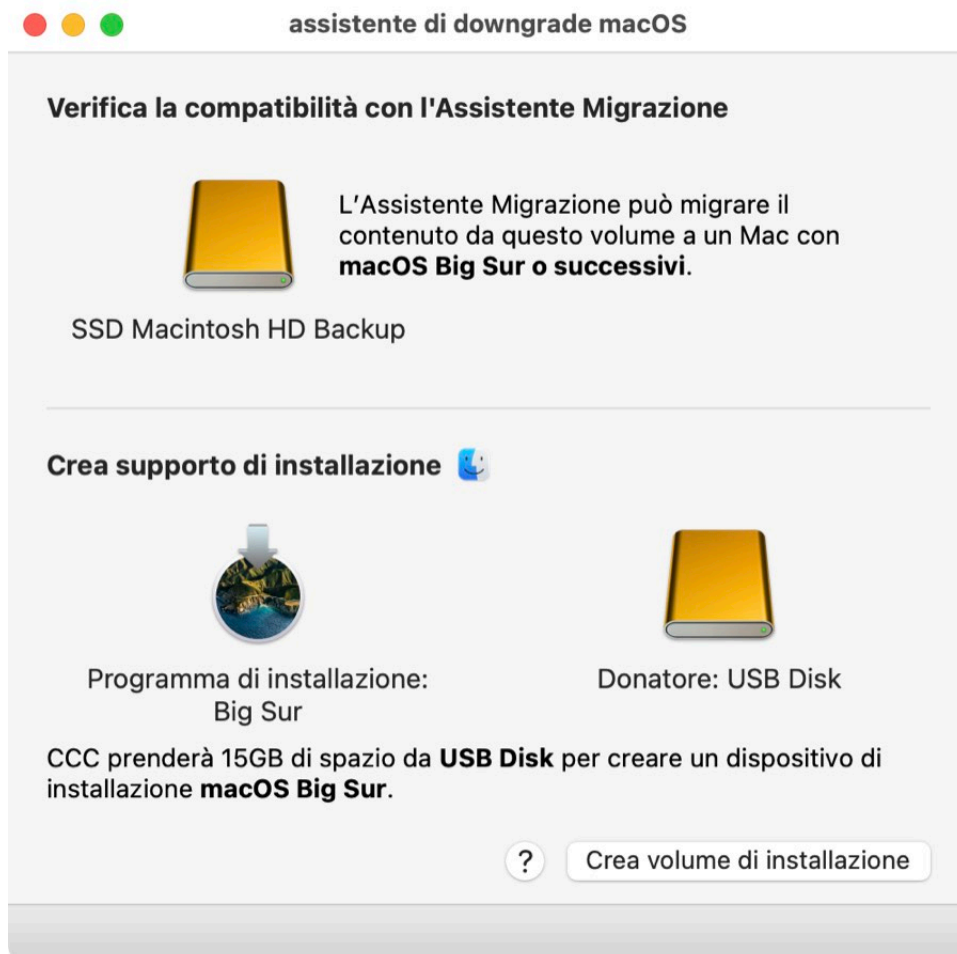 assistente di downgrade macOS
Verifica la compatibilità con l'Assistente Migrazione
L’Assistente Migrazione può migrare il
contenuto da questo volume a un Mac con
macOS Big Sur o successivi.
SSD Macintosh HD Backup
Crea supporto di installazione
Programma di installazione:
Big Sur
Donatore: USB Disk
CCC prenderà 15GB di spazio da USB Disk per creare un dispositivo di
installazione macOS Big Sur.
?
Crea volume di installazione